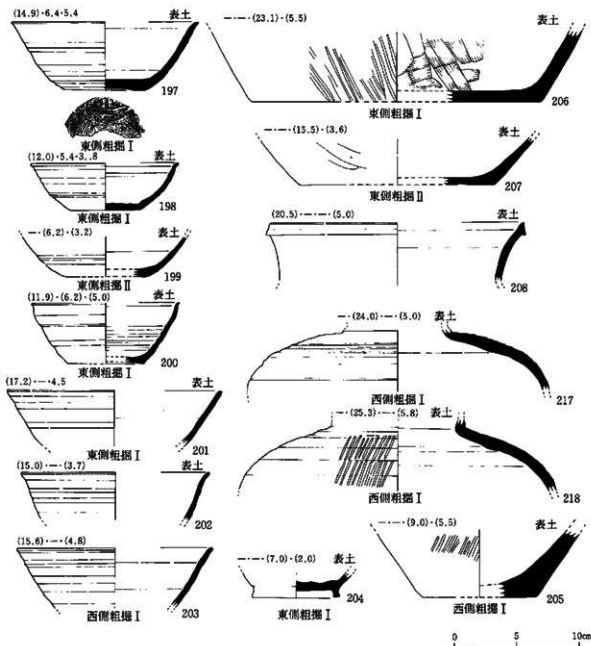 (14.9)・6.4・5.4
表土
197
東側粗掘Ⅰ
(12.0)・5.4・3..8
表土
198
東側粗掘Ⅰ
―・(6.2)・(3.2)
表土
199
東側粗掘Ⅱ
(11.9)・(6.2)・(5.0)
表土
200
東側粗掘Ⅰ
(17.2)・―・4.5
表土
201
東側粗掘Ⅰ
(15.0)・―・(3.7)
表土
202
(15.6)・―・(4.8)
表土
203
西側粗掘Ⅰ
―・(23.1)・(5.5)
表土
206
東側粗掘Ⅰ
―・(15.5)・(3.6)
表土
207
東側粗掘Ⅱ
(20.5)・―・(5.0)
表土
208
―・(24.0)・(5.0)
表土
217
西側粗掘Ⅰ
―・(25.3)・(5.8)
表土
218
西側粗掘Ⅰ
―・(7.0)・(2.0)
表土
204
東側粗掘Ⅰ
―・(9.0)・(5.5)
表土
205
西側粗掘Ⅰ
0 5 10cm